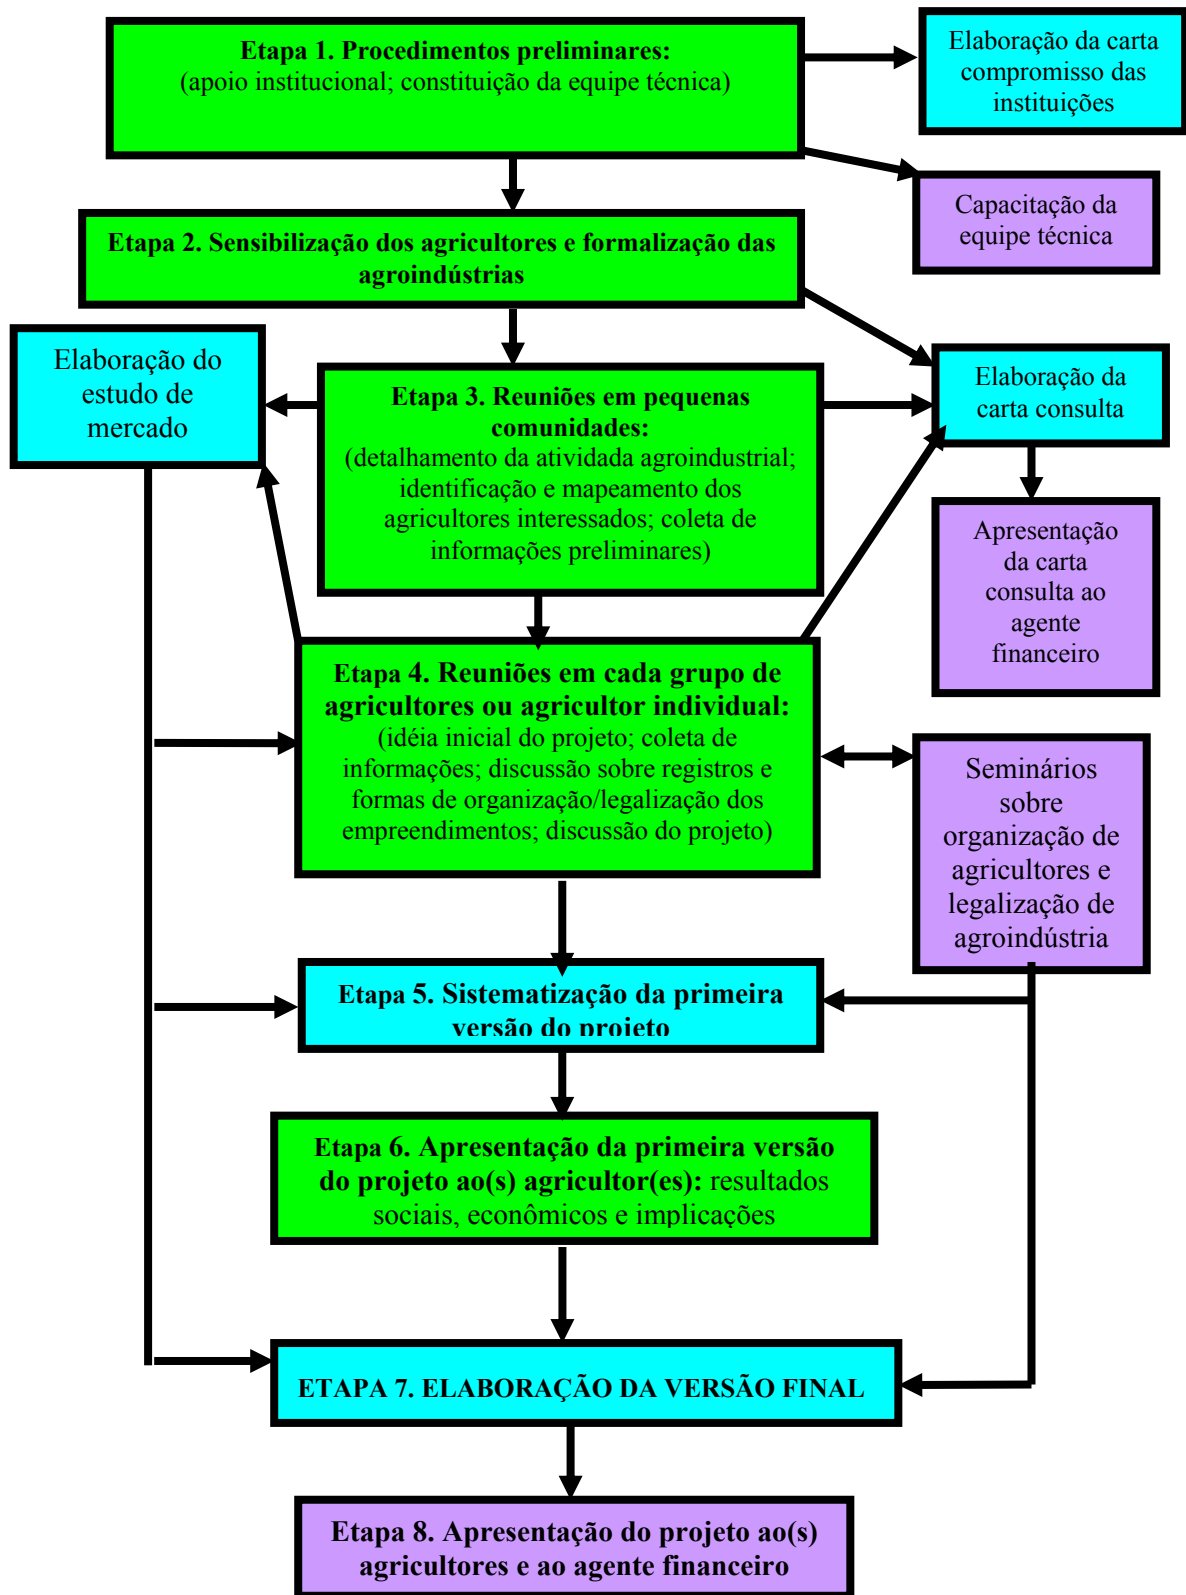 Etapa 1. Procedimentos preliminares:
(apoio institucional; constituição da equipe técnica)
Elaboração da carta
compromisso das
instituições
Capacitação da
equipe técnica
Etapa 2. Sensibilização dos agricultores e formalização das
agroindústrias
Elaboração do
estudo de
mercado
Etapa 3. Reuniões em pequenas
comunidades:
(detalhamento da atividada agroindustrial;
identificação e mapeamento dos
agricultores interessados; coleta de
informações preliminares)
Elaboração da
carta consulta
Apresentação
da carta
consulta ao
agente
financeiro
Etapa 4. Reuniões em cada grupo de
agricultores ou agricultor individual:
(idéia inicial do projeto; coleta de
informações; discussão sobre registros e
formas de organização/legalização dos
empreendimentos; discussão do projeto)
Seminários
sobre
organização de
agricultores e
legalização de
agroindústria
Etapa 5. Sistematização da primeira
versão do projeto
Etapa 6. Apresentação da primeira versão
do projeto ao(s) agricultor(es): resultados
sociais, econômicos e implicações
ETAPA 7. ELABORAÇÃO DA VERSÃO FINAL
Etapa 8. Apresentação do projeto ao(s)
agricultores e ao agente financeiro